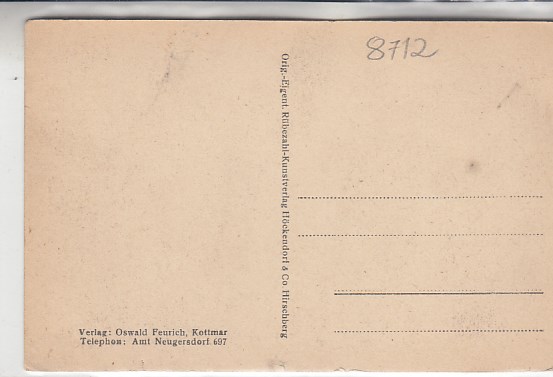 8712
Orig.-Eigent. Rübezahl-Kunstverlag Höckendorf & Co. Hirschberg
Verlag: Oswald Feurich, Kottmar
Telephon: Amt Neugersdorf 697